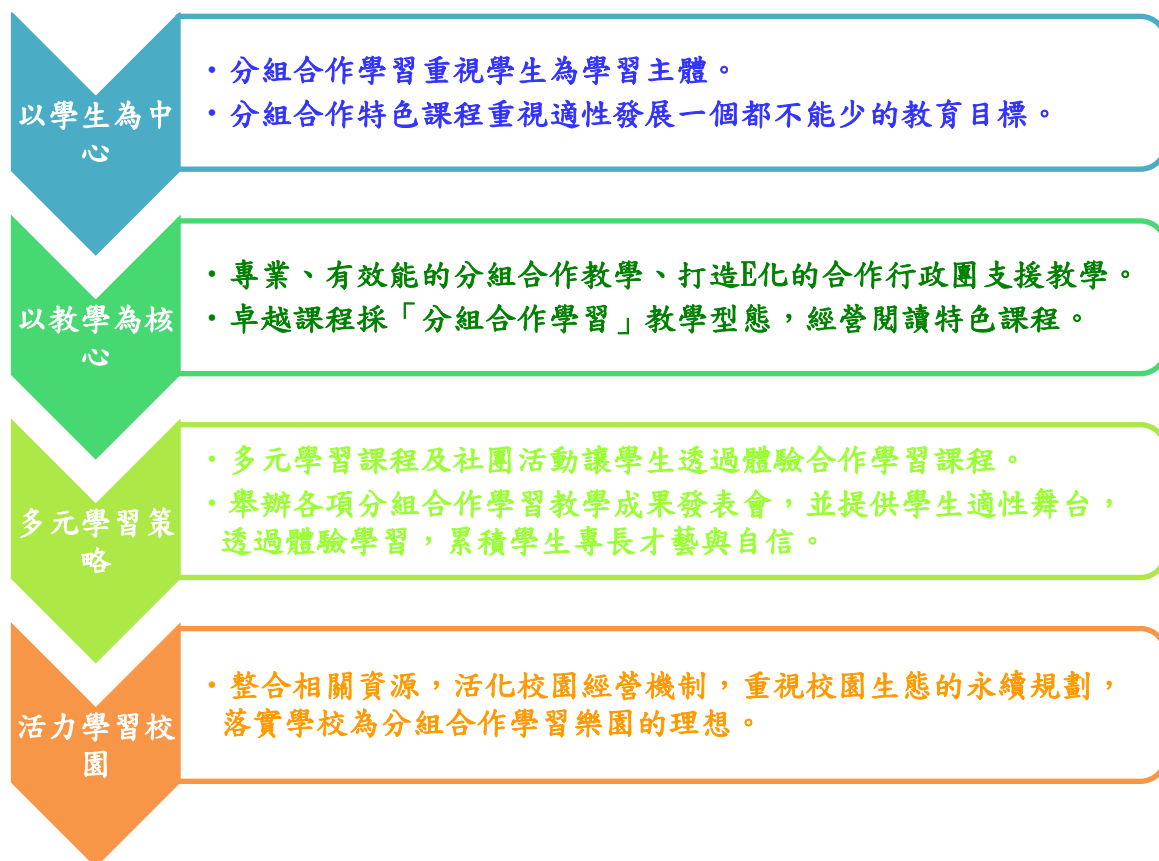 以學生為中
心
・分組合作學習重視學生為學習主體。
・分組合作特色課程重視適性發展一個都不能少的教育目標。
以教學為核
心
・專業、有效能的分組合作教學、打造E化的合作行政團支援教學。
・卓越課程採「分組合作學習」教學型態，經營閱讀特色課程。
多元學習策
略
・多元學習課程及社團活動讓學生透過體驗合作學習課程。
・舉辦各項分組合作學習教學成果發表會，並提供學生適性舞台，
透過體驗學習，累積學生專長才藝與自信。
活力學習校
園
・整合相關資源，活化校園經營機制，重視校園生態的永續規劃，
落實學校為分組合作學習樂園的理想。